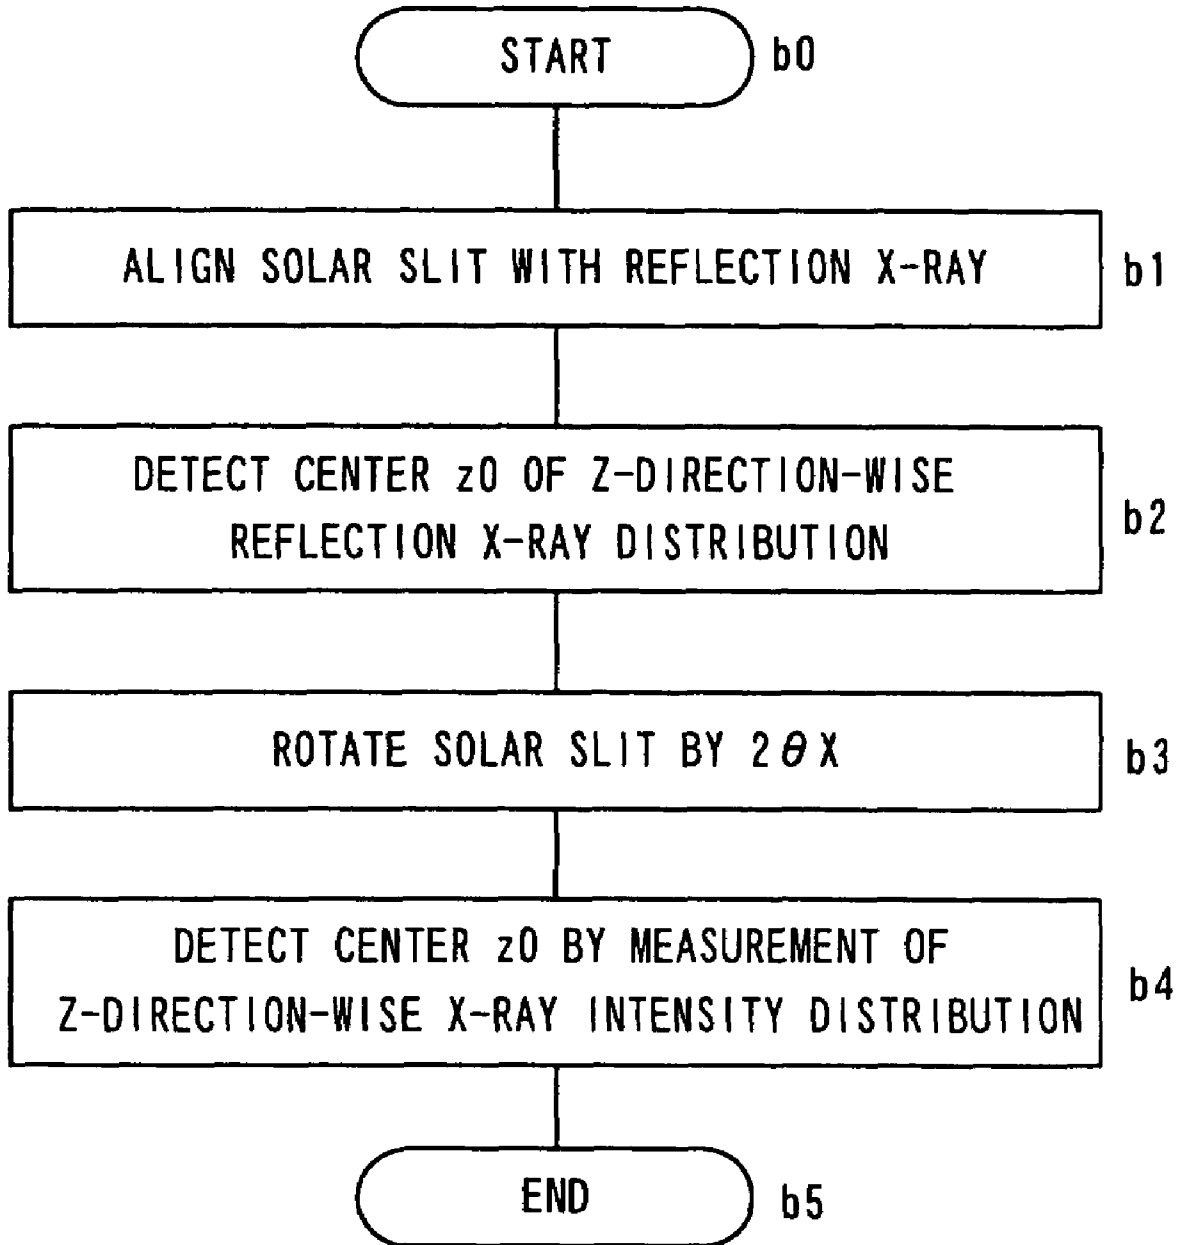 START b0
ALIGN SOLAR SLIT WITH REFLECTION X-RAY b1
DETECT CENTER z0 OF Z-DIRECTION-WISE
REFLECTION X-RAY DISTRIBUTION b2
ROTATE SOLAR SLIT BY 2θX b3
DETECT CENTER z0 BY MEASUREMENT OF
Z-DIRECTION-WISE X-RAY INTENSITY DISTRIBUTION b4
END b5